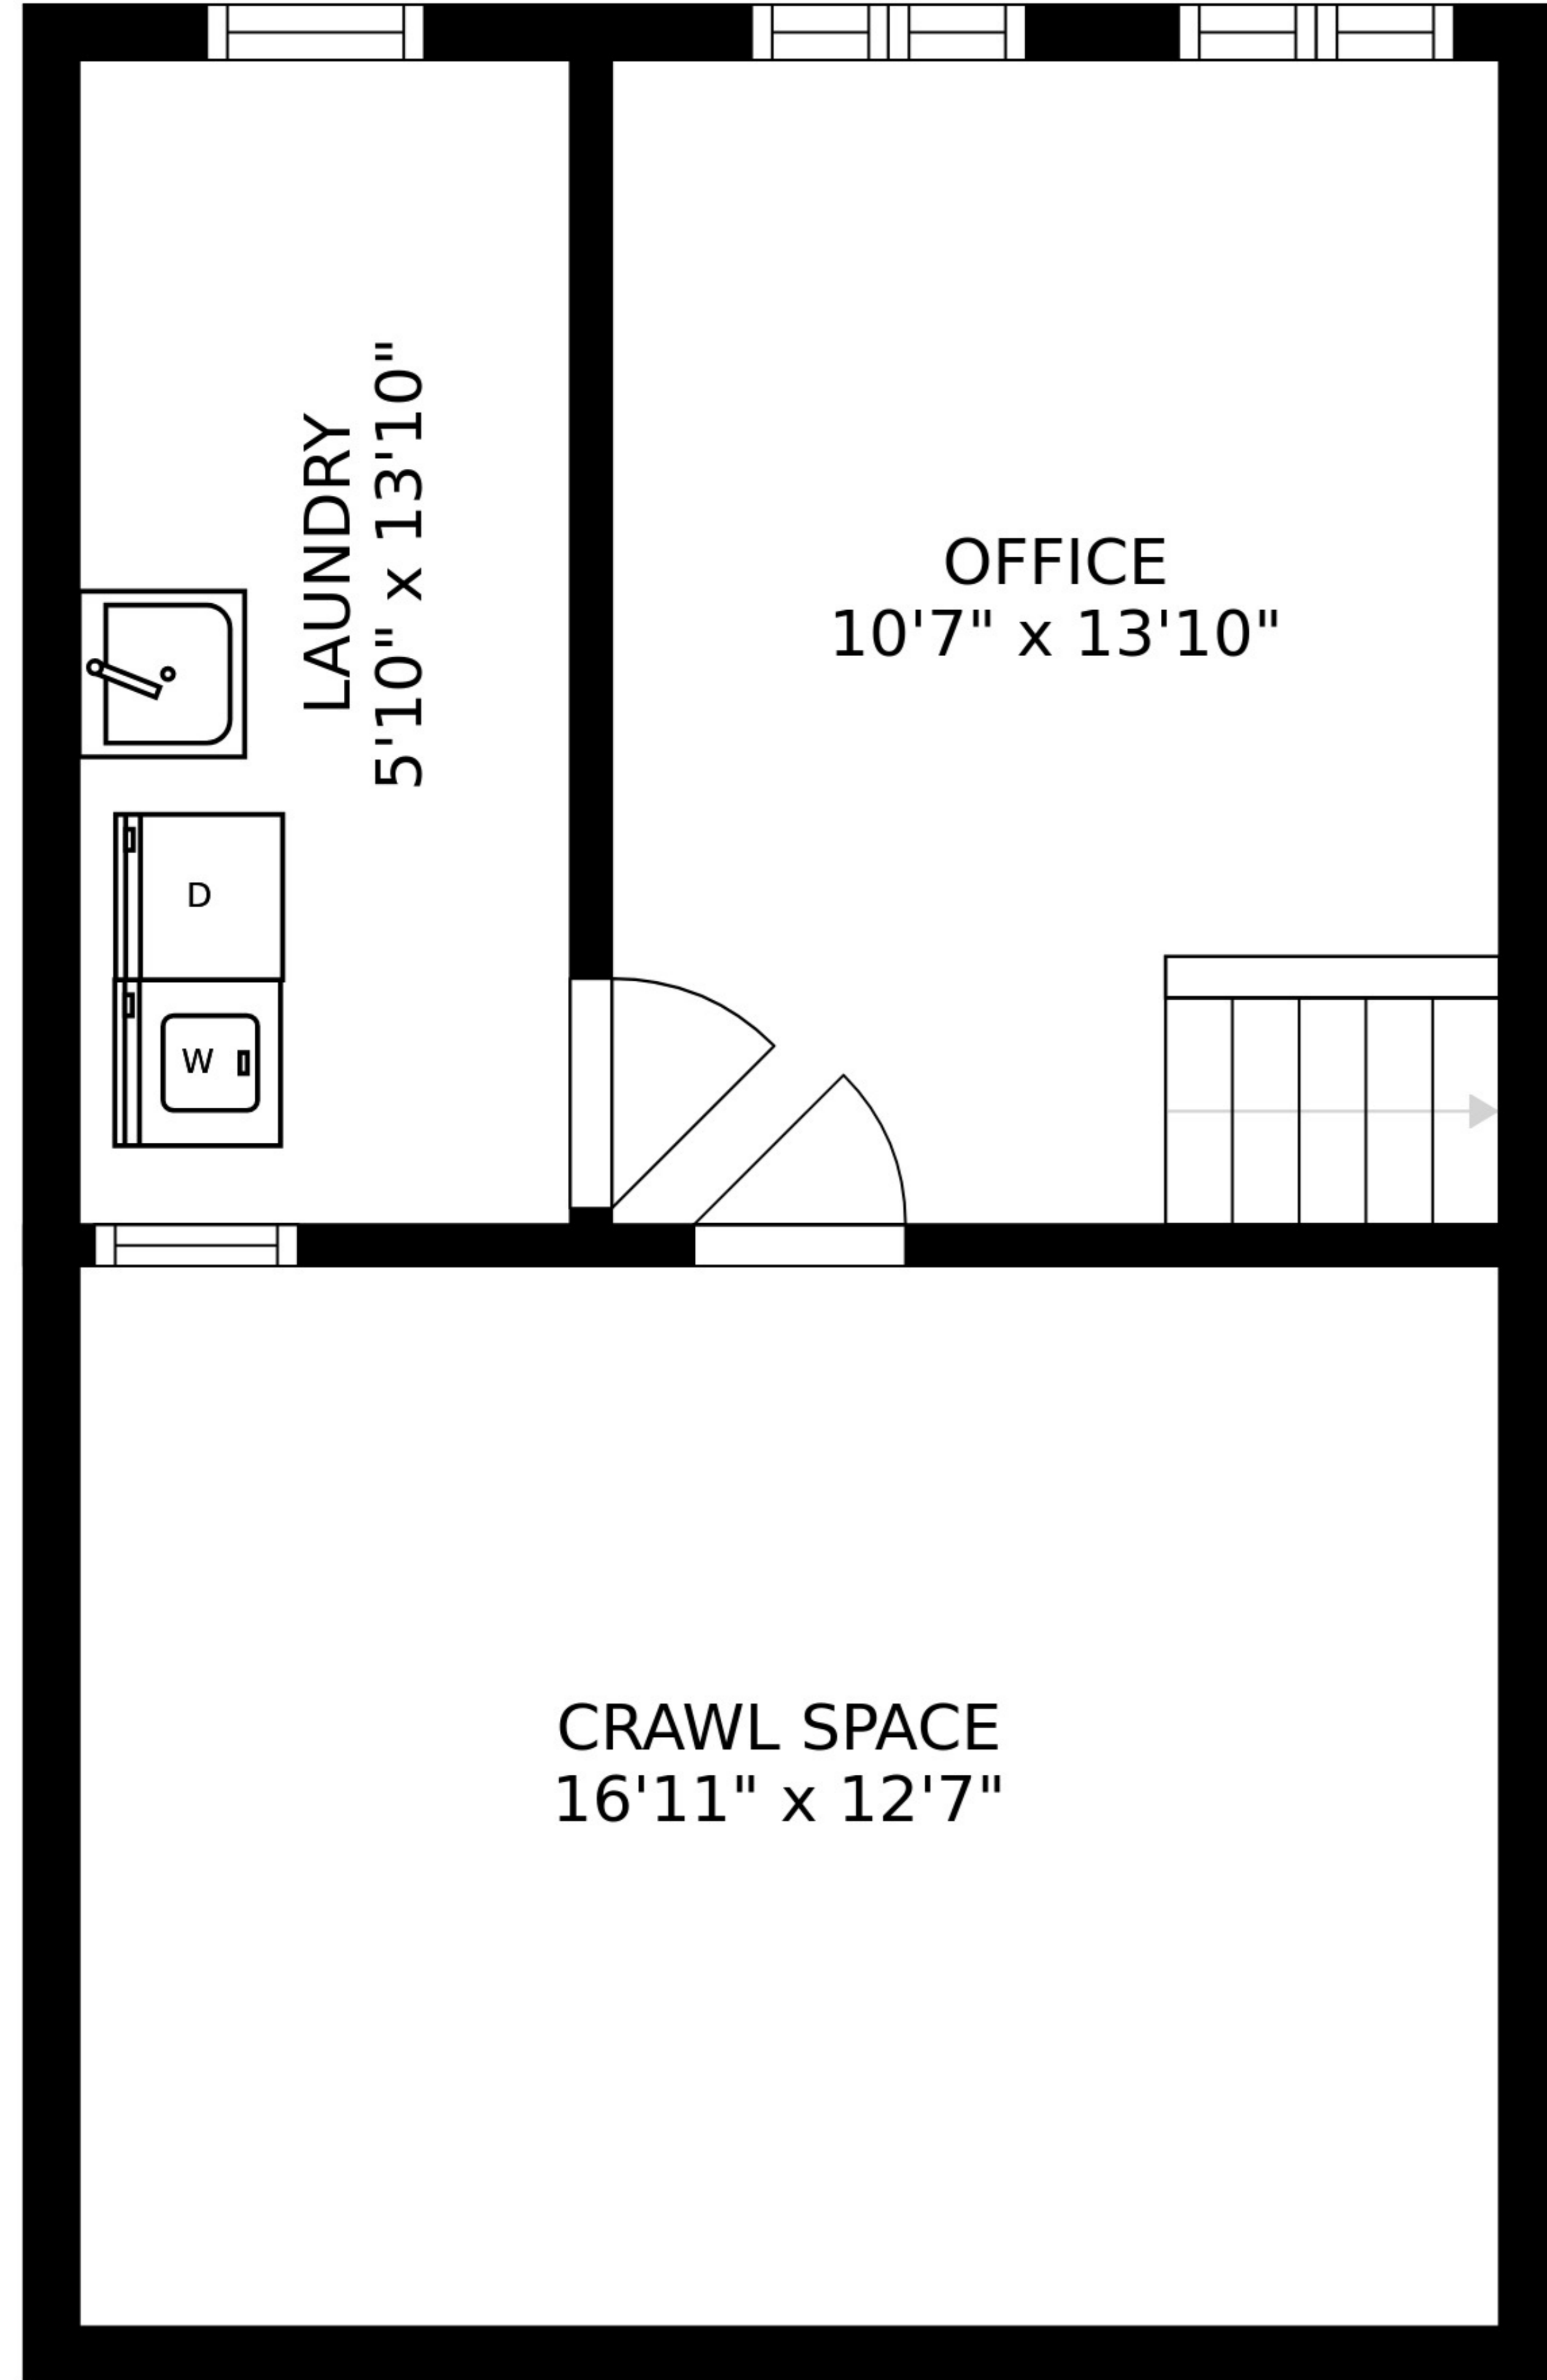 LAUNDRY
5'10" x 13'10"
OFFICE
10'7" x 13'10"
D
W
CRAWL SPACE
16'11" x 12'7"